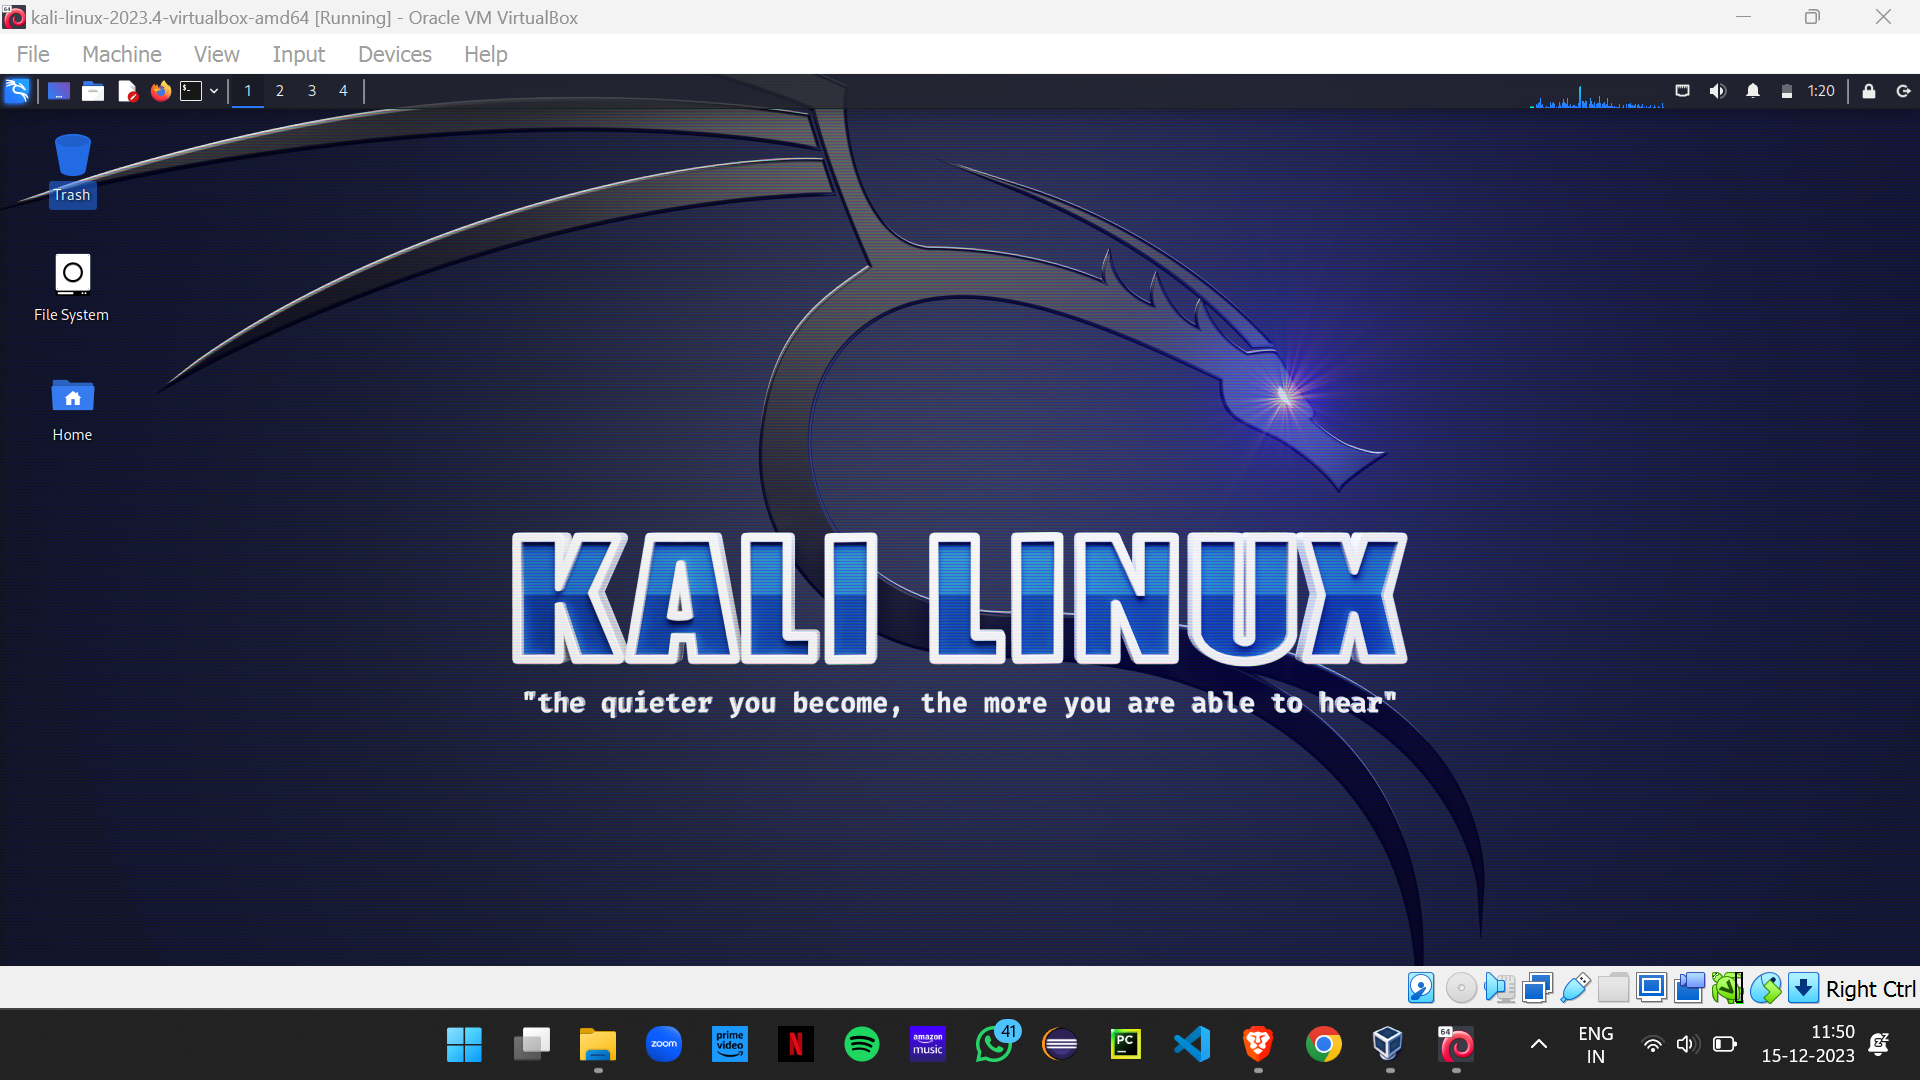 kali-linux-2023.4-virtualbox-amd64 [Running] - Oracle VM VirtualBox
File Machine View Input Devices Help
1 2 3 4 1:20
Trash
File System
Home
KALI LINUX
"the quieter you become, the more you are able to hear"
Right Ctrl
zoom
prime video
N
amazon music
41
PC
64
ENG
IN
11:50
15-12-2023